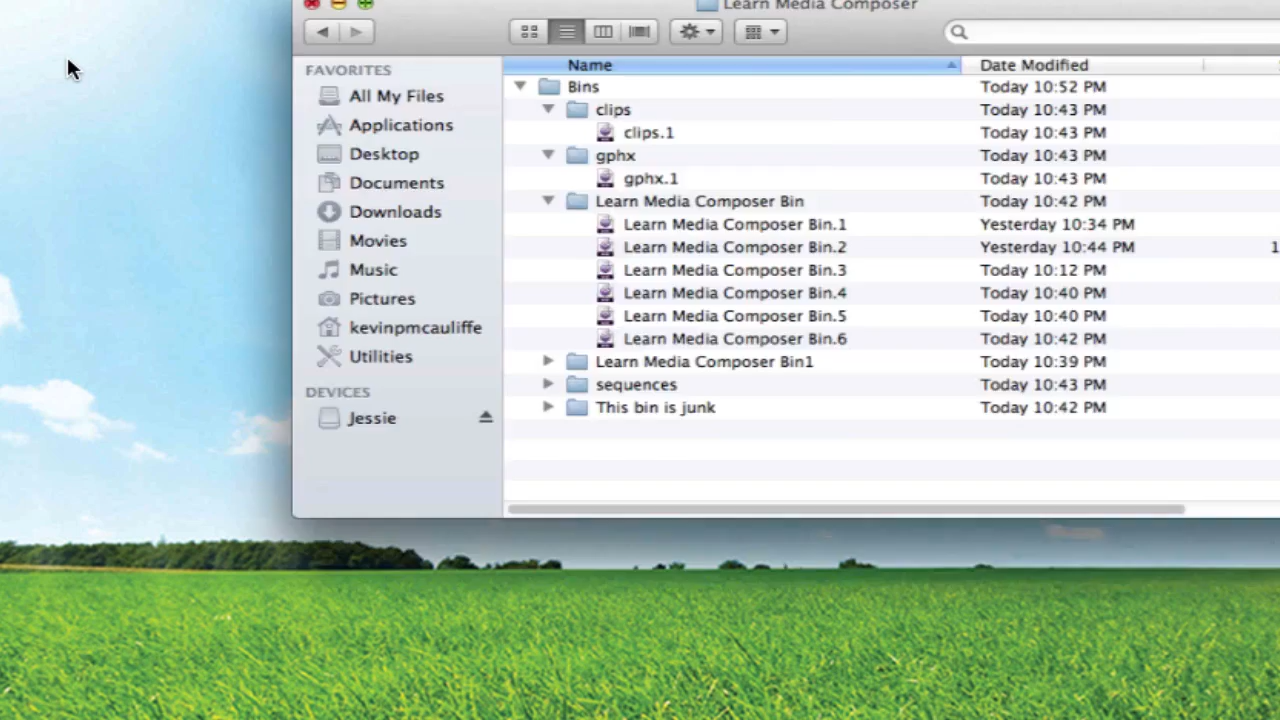 Learn Media Composer
FAVORITES
All My Files
Applications
Desktop
Documents
Downloads
Movies
Music
Pictures
kevinpmcauliffe
Utilities
DEVICES
Jessie
Name Date Modified
Bins Today 10:52 PM
clips Today 10:43 PM
clips.1 Today 10:43 PM
gphx Today 10:43 PM
gphx.1 Today 10:43 PM
Learn Media Composer Bin Today 10:42 PM
Learn Media Composer Bin.1 Yesterday 10:34 PM
Learn Media Composer Bin.2 Yesterday 10:44 PM 1
Learn Media Composer Bin.3 Today 10:12 PM
Learn Media Composer Bin.4 Today 10:40 PM
Learn Media Composer Bin.5 Today 10:40 PM
Learn Media Composer Bin.6 Today 10:42 PM
Learn Media Composer Bin1 Today 10:39 PM
sequences Today 10:43 PM
This bin is junk Today 10:42 PM